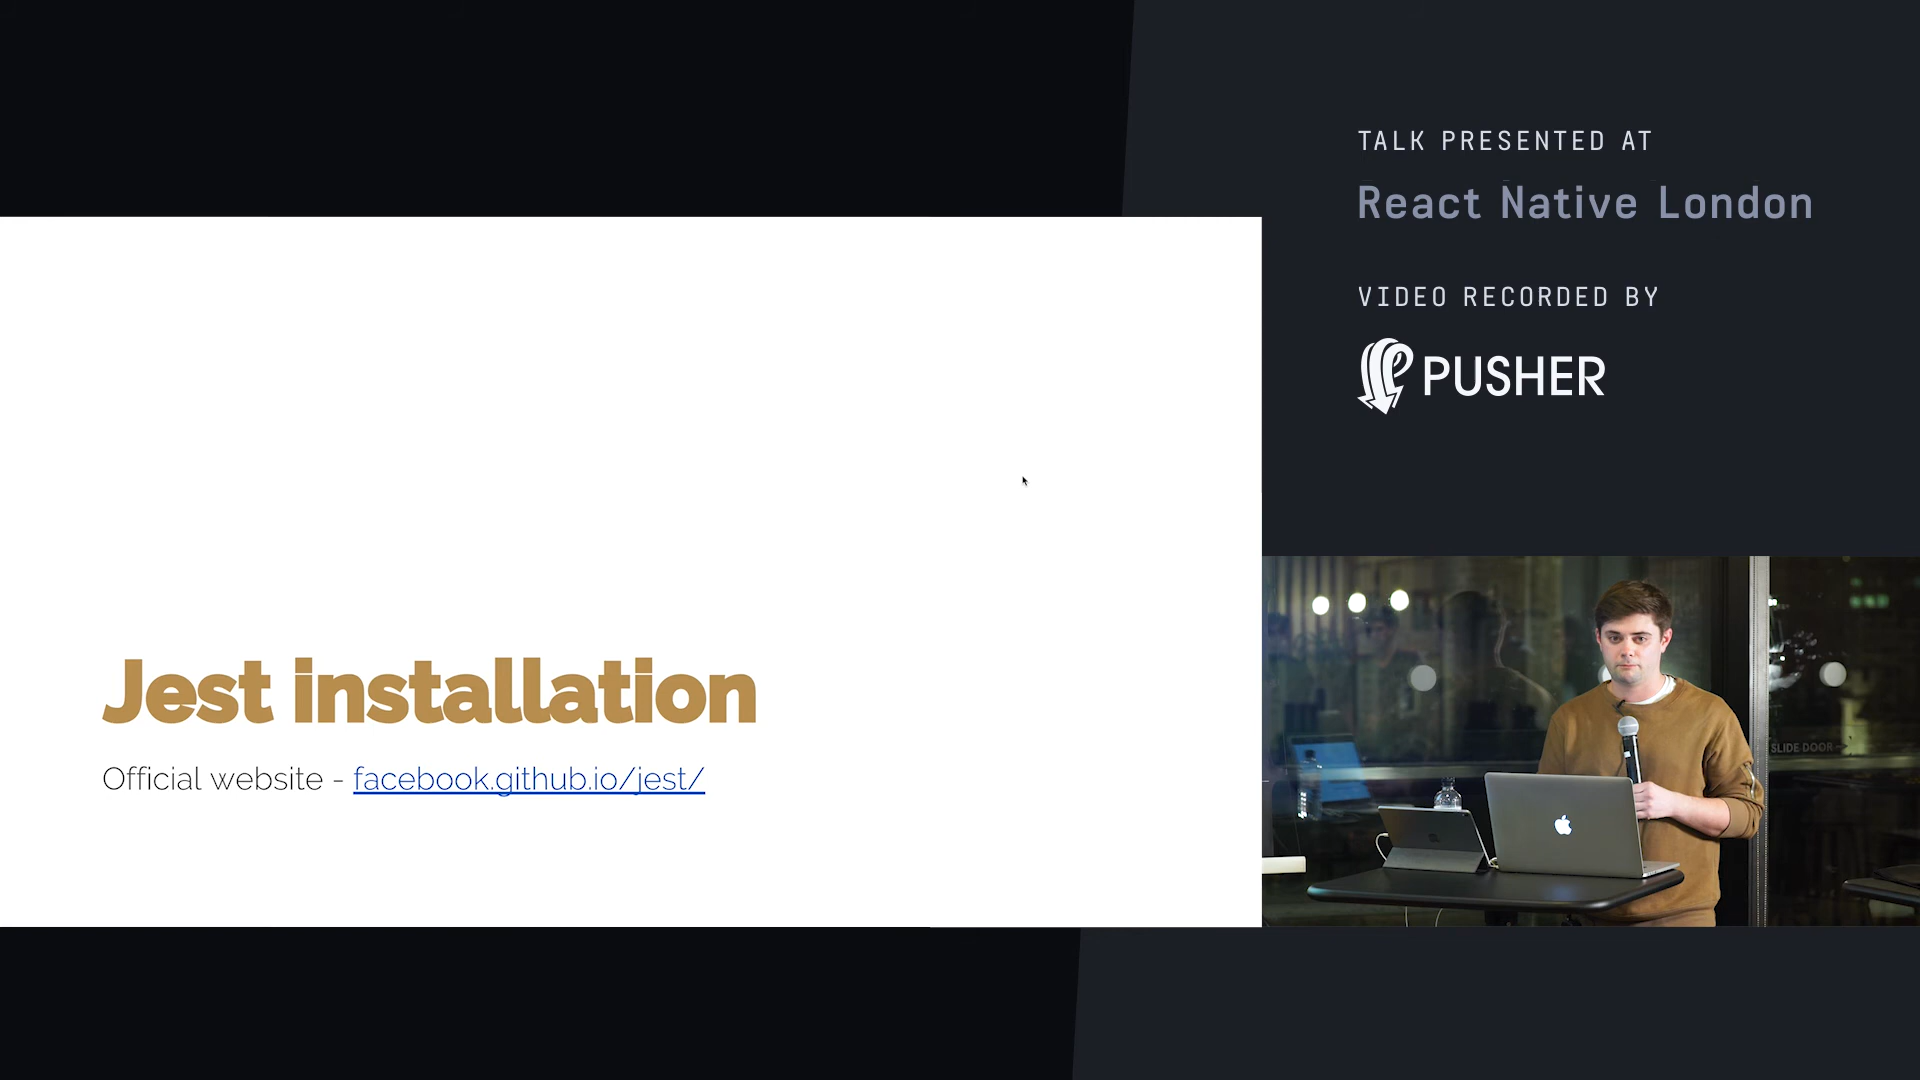 TALK PRESENTED AT
React Native London
VIDEO RECORDED BY
PUSHER
Jest installation
Official website - facebook.github.io/jest/
SLIDE DOOR